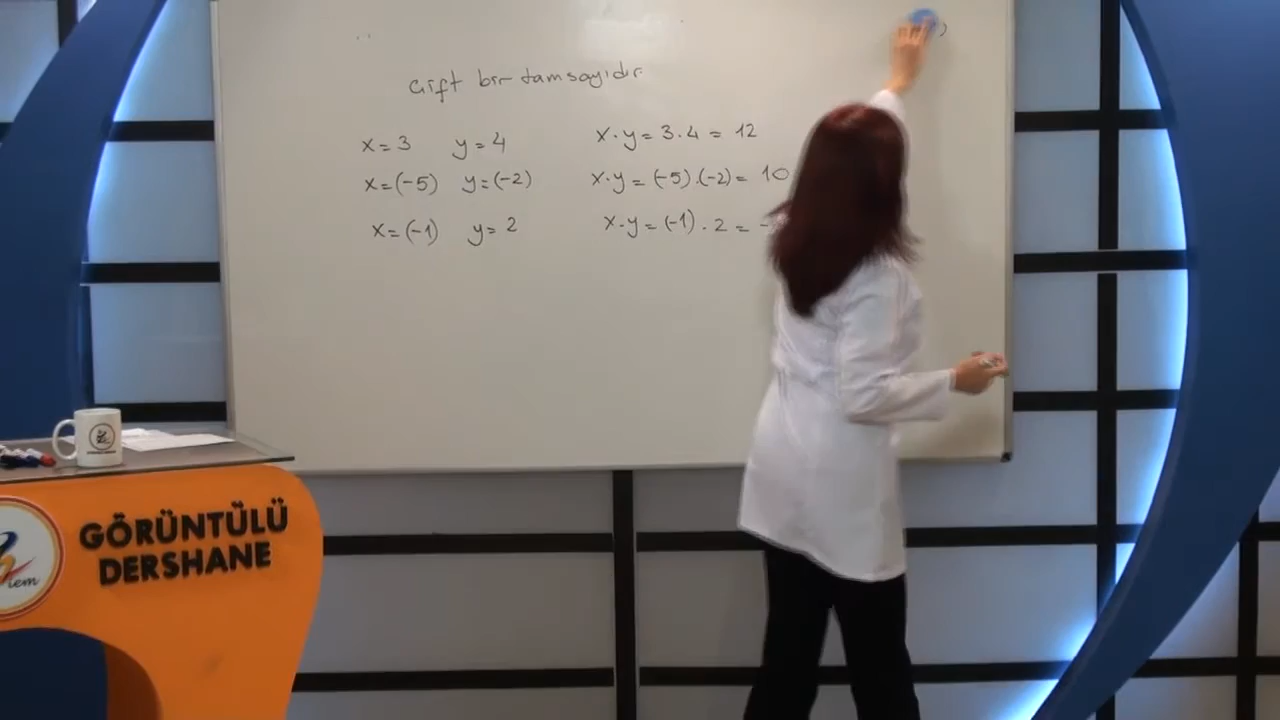 Çift bir tamsayıdır.
x = 3 y = 4 x·y = 3.4 = 12
x = (-5) y = (-2) x·y = (-5).(-2) = 10
x = (-1) y = 2 x·y = (-1) . 2 = -
GÖRÜNTÜLÜ
DERSHANE
iem